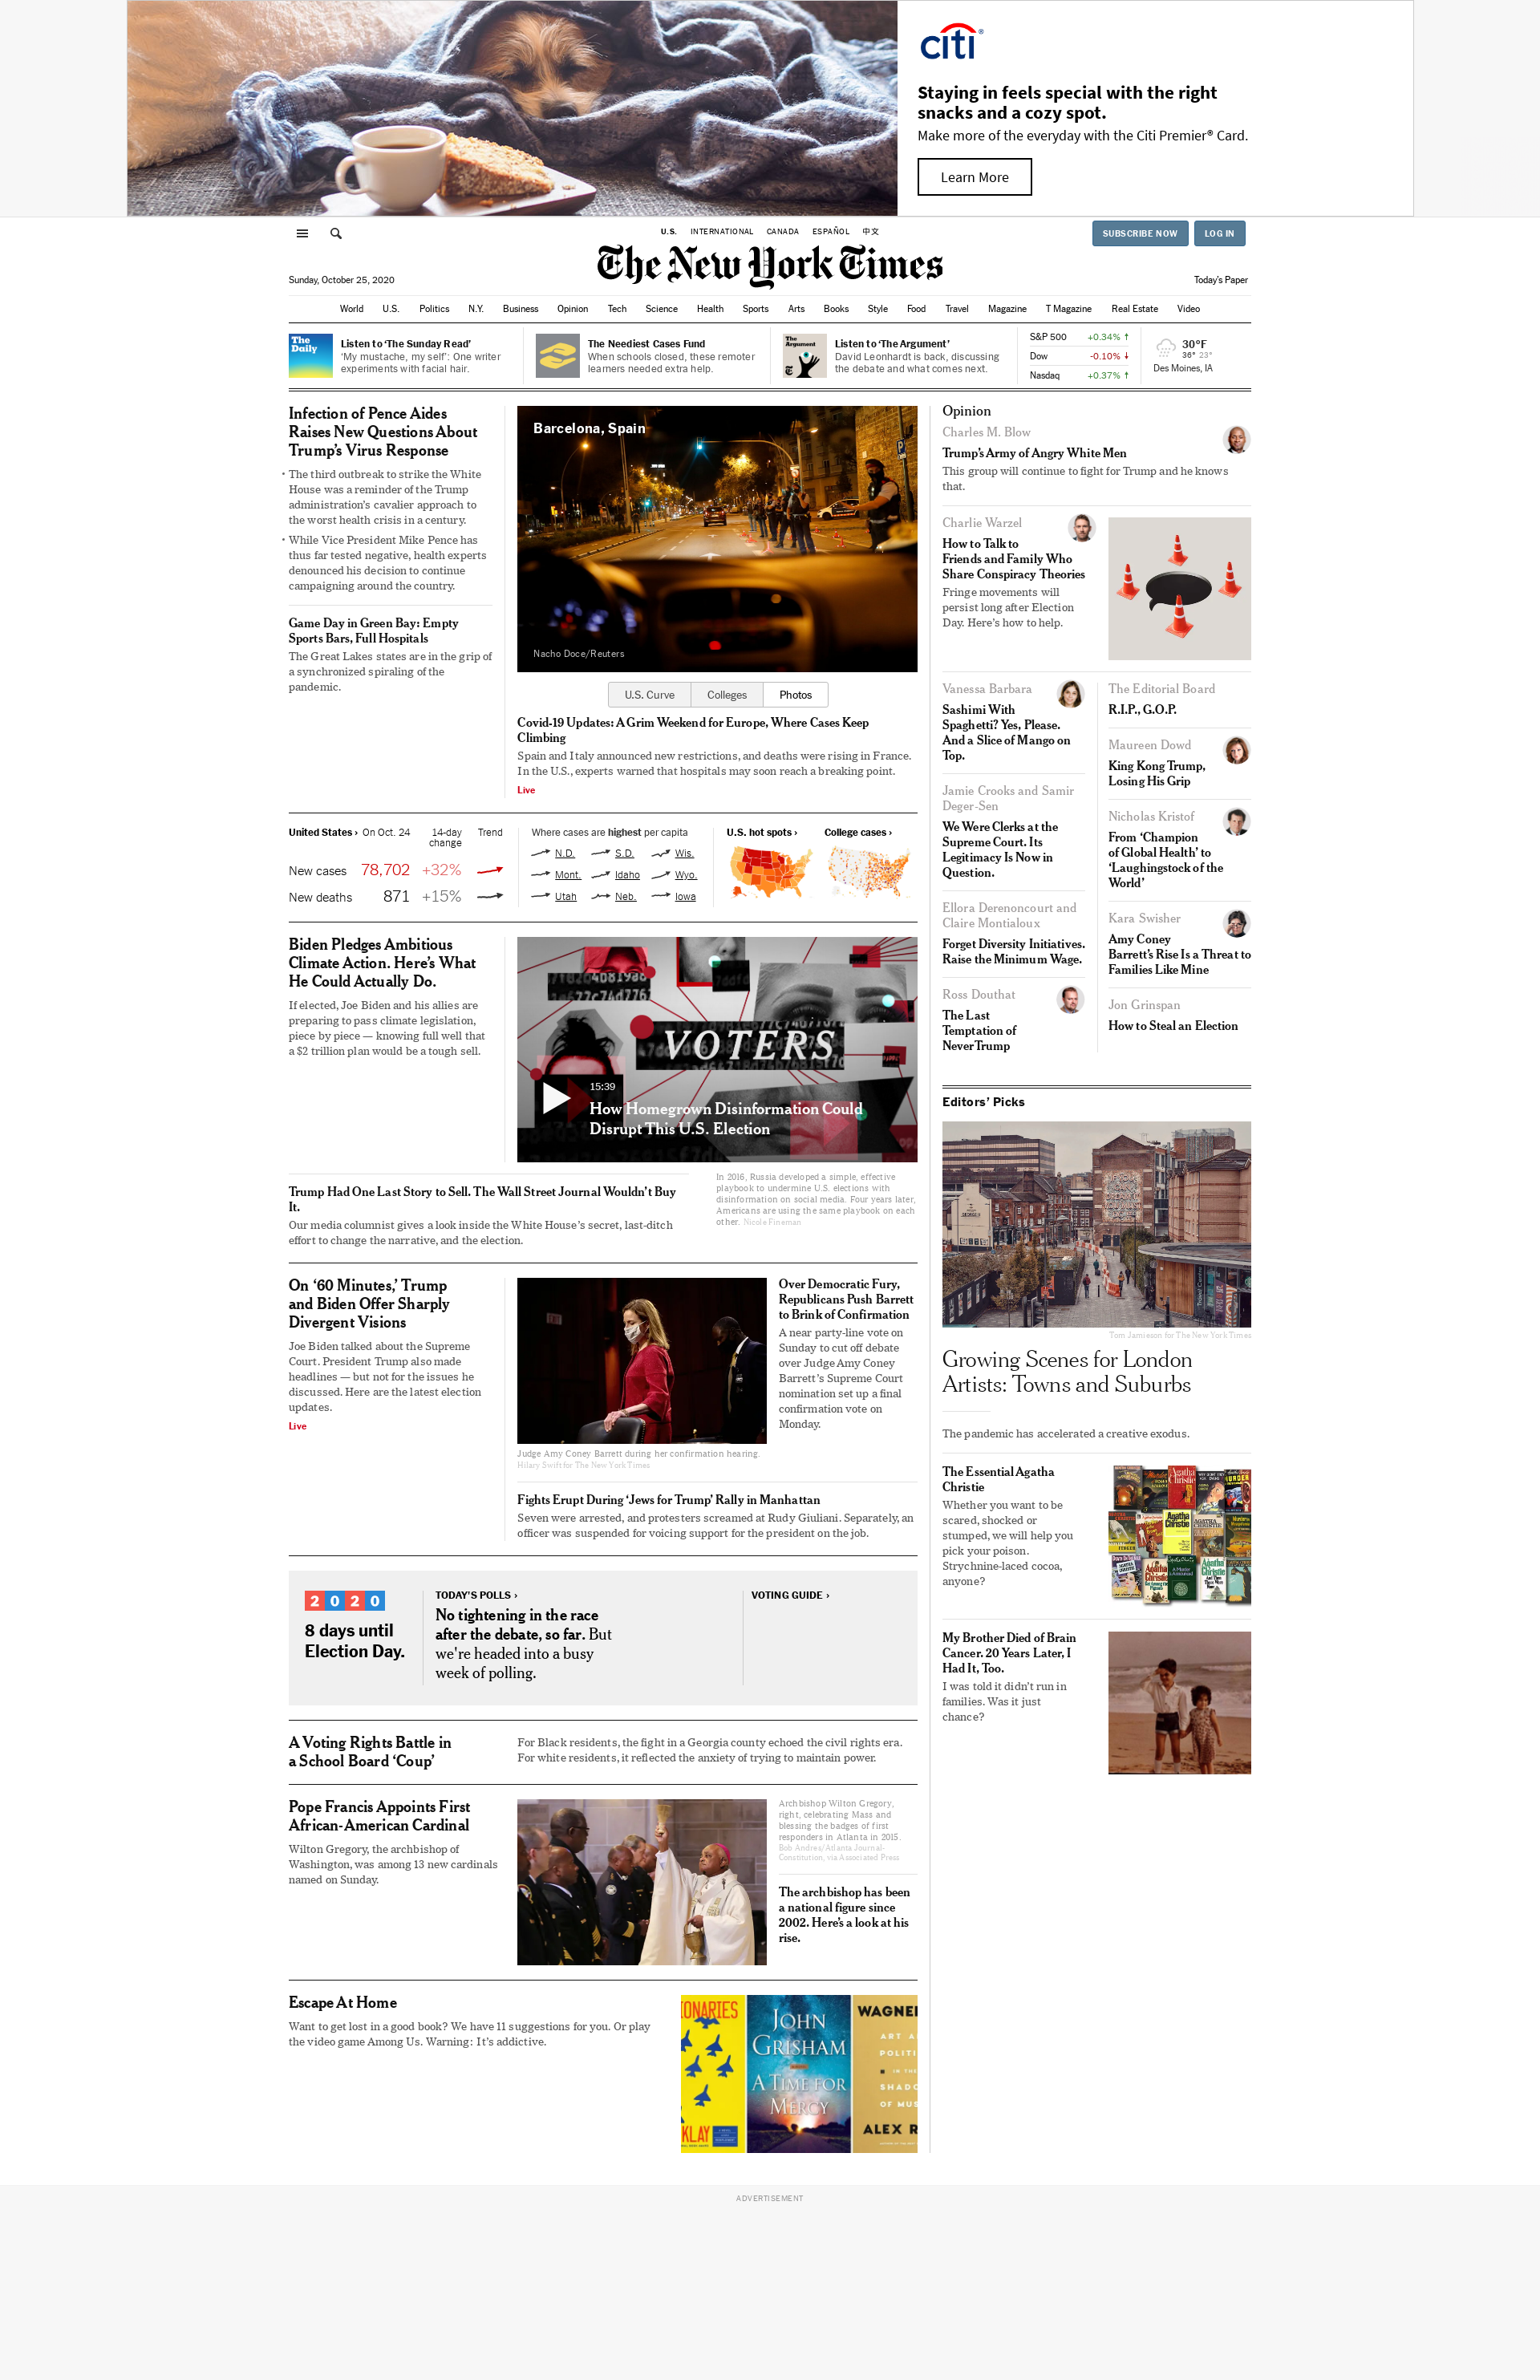 citi®
Staying in feels special with the right
snacks and a cozy spot.
Make more of the everyday with the Citi Premier® Card.
Learn More
U.S. INTERNATIONAL CANADA ESPAÑOL 中文
SUBSCRIBE NOW LOG IN
The New York Times
Sunday, October 25, 2020
Today's Paper
World U.S. Politics N.Y. Business Opinion Tech Science Health Sports Arts Books Style Food Travel Magazine T Magazine Real Estate Video
The
Daily
Listen to ‘The Sunday Read’
‘My mustache, my self’: One writer
experiments with facial hair.
The Neediest Cases Fund
When schools closed, these remoter
learners needed extra help.
The
Argument
Listen to ‘The Argument’
David Leonhardt is back, discussing
the debate and what comes next.
S&P 500 +0.34%
Dow -0.10%
Nasdaq +0.37%
30°F
36° 23°
Des Moines, IA
Infection of Pence Aides
Raises New Questions About
Trump’s Virus Response
• The third outbreak to strike the White
House was a reminder of the Trump
administration’s cavalier approach to
the worst health crisis in a century.
• While Vice President Mike Pence has
thus far tested negative, health experts
denounced his decision to continue
campaigning around the country.
Game Day in Green Bay: Empty
Sports Bars, Full Hospitals
The Great Lakes states are in the grip of
a synchronized spiraling of the
pandemic.
Barcelona, Spain
Nacho Doce/Reuters
U.S. Curve Colleges Photos
Covid-19 Updates: A Grim Weekend for Europe, Where Cases Keep
Climbing
Spain and Italy announced new restrictions, and deaths were rising in France.
In the U.S., experts warned that hospitals may soon reach a breaking point.
Live
United States › On Oct. 24 14-day Trend
change
New cases 78,702 +32%
New deaths 871 +15%
Where cases are highest per capita
N.D. S.D. Wis.
Mont. Idaho Wyo.
Utah Neb. Iowa
U.S. hot spots ›
College cases ›
Biden Pledges Ambitious
Climate Action. Here’s What
He Could Actually Do.
If elected, Joe Biden and his allies are
preparing to pass climate legislation,
piece by piece — knowing full well that
a $2 trillion plan would be a tough sell.
VOTERS
15:39
How Homegrown Disinformation Could
Disrupt This U.S. Election
Trump Had One Last Story to Sell. The Wall Street Journal Wouldn’t Buy
It.
Our media columnist gives a look inside the White House’s secret, last-ditch
effort to change the narrative, and the election.
In 2016, Russia developed a simple, effective
playbook to undermine U.S. elections with
disinformation on social media. Four years later,
Americans are using the same playbook on each
other. Nicole Fineman
On ‘60 Minutes,’ Trump
and Biden Offer Sharply
Divergent Visions
Joe Biden talked about the Supreme
Court. President Trump also made
headlines — but not for the issues he
discussed. Here are the latest election
updates.
Live
Judge Amy Coney Barrett during her confirmation hearing.
Hilary Swift for The New York Times
Over Democratic Fury,
Republicans Push Barrett
to Brink of Confirmation
A near party-line vote on
Sunday to cut off debate
over Judge Amy Coney
Barrett’s Supreme Court
nomination set up a final
confirmation vote on
Monday.
Fights Erupt During ‘Jews for Trump’ Rally in Manhattan
Seven were arrested, and protesters screamed at Rudy Giuliani. Separately, an
officer was suspended for voicing support for the president on the job.
2020
8 days until
Election Day.
TODAY’S POLLS ›
No tightening in the race
after the debate, so far. But
we're headed into a busy
week of polling.
VOTING GUIDE ›
A Voting Rights Battle in
a School Board ‘Coup’
For Black residents, the fight in a Georgia county echoed the civil rights era.
For white residents, it reflected the anxiety of trying to maintain power.
Pope Francis Appoints First
African-American Cardinal
Wilton Gregory, the archbishop of
Washington, was among 13 new cardinals
named on Sunday.
Archbishop Wilton Gregory,
right, celebrating Mass and
blessing the badges of first
responders in Atlanta in 2015.
Bob Andres/Atlanta Journal-
Constitution, via Associated Press
The archbishop has been
a national figure since
2002. Here’s a look at his
rise.
Escape At Home
Want to get lost in a good book? We have 11 suggestions for you. Or play
the video game Among Us. Warning: It’s addictive.
ONARIES
KLAY
JOHN
GRISHAM
A TIME FOR
MERCY
WAGNER
ART A
POLITI
IN THE
SHADO
OF MUS
ALEX R
Opinion
Charles M. Blow
Trump’s Army of Angry White Men
This group will continue to fight for Trump and he knows
that.
Charlie Warzel
How to Talk to
Friends and Family Who
Share Conspiracy Theories
Fringe movements will
persist long after Election
Day. Here’s how to help.
Vanessa Barbara
Sashimi With
Spaghetti? Yes, Please.
And a Slice of Mango on
Top.
Jamie Crooks and Samir
Deger-Sen
We Were Clerks at the
Supreme Court. Its
Legitimacy Is Now in
Question.
Ellora Derenoncourt and
Claire Montialoux
Forget Diversity Initiatives.
Raise the Minimum Wage.
Ross Douthat
The Last
Temptation of
NeverTrump
The Editorial Board
R.I.P., G.O.P.
Maureen Dowd
King Kong Trump,
Losing His Grip
Nicholas Kristof
From ‘Champion
of Global Health’ to
‘Laughingstock of the
World’
Kara Swisher
Amy Coney
Barrett’s Rise Is a Threat to
Families Like Mine
Jon Grinspan
How to Steal an Election
Editors’ Picks
Tom Jamieson for The New York Times
Growing Scenes for London
Artists: Towns and Suburbs
The pandemic has accelerated a creative exodus.
The Essential Agatha
Christie
Whether you want to be
scared, shocked or
stumped, we will help you
pick your poison.
Strychnine-laced cocoa,
anyone?
My Brother Died of Brain
Cancer. 20 Years Later, I
Had It, Too.
I was told it didn’t run in
families. Was it just
chance?
ADVERTISEMENT